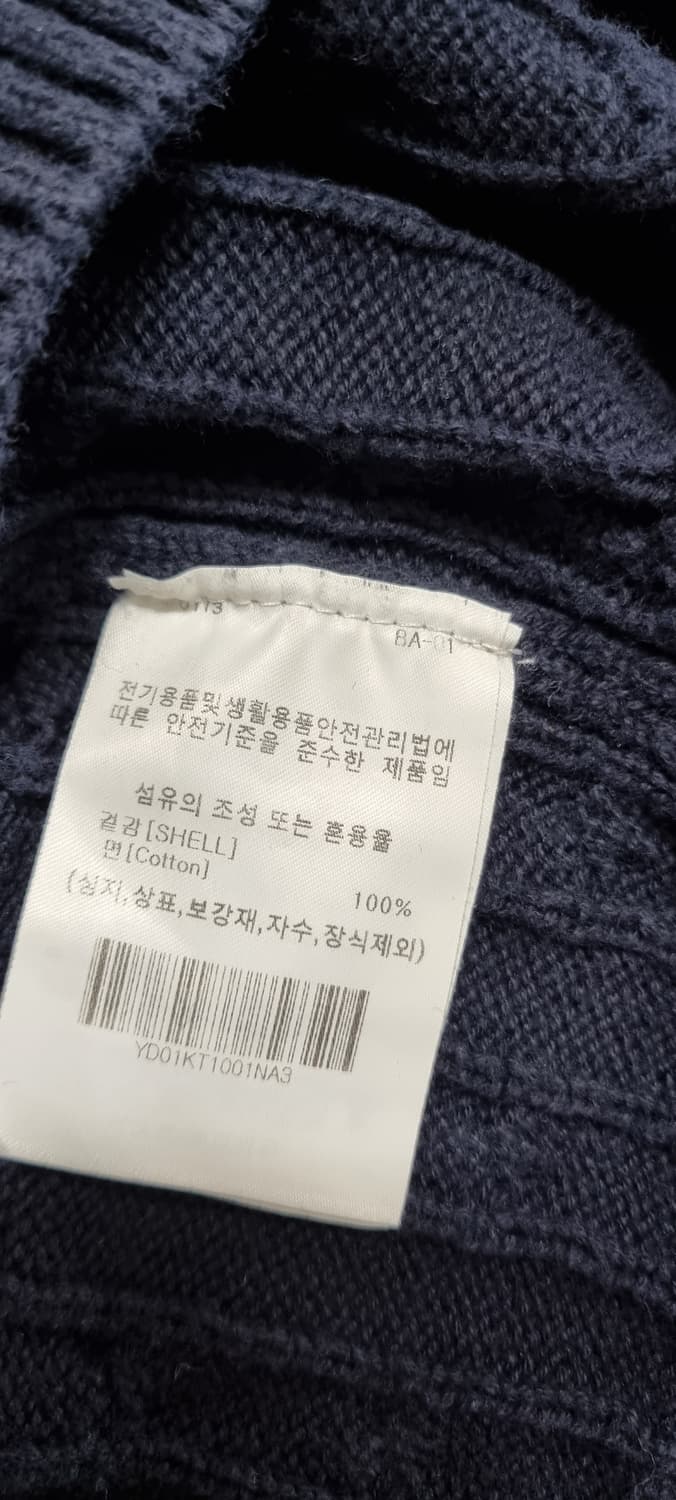 BA-01
전기용품및생활용품안전관리법에
따른 안전기준을 준수한 제품임
섬유의 조성 또는 혼용율
겉감[SHELL]
면[Cotton]
100%
(심지,상표,보강재,자수,장식제외)
YD01KT1001NA3